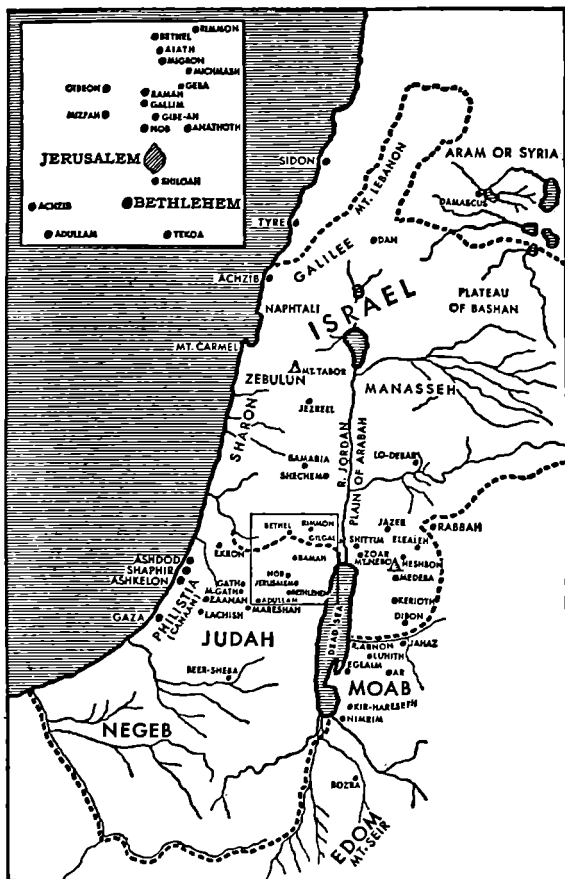 RIMMON
BETHEL
AIATH
MIGRON
MICHMASH
GEBA
GIBEON
RAMAH
GALLIM
MIZPAH
GIBE-AH
NOB
ANATHOTH
JERUSALEM
SHILOAH
ACHZIB
BETHLEHEM
ADULLAM
TEKOA
SIDON
MT. LEBANON
ARAM OR SYRIA
DAMASCUS
TYRE
GALILEE
DAN
ACHZIB
PLATEAU
OF BASHAN
NAPHTALI
ISRAEL
MT. CARMEL
MT. TABOR
ZEBULUN
MANASSEH
JEZREEL
SHARON
SAMARIA
SHECHEM
R. JORDAN
PLAIN OF ARABAH
LO-DEBAR
BETHEL
RIMMON
GILGAL
JAZER
RABBAH
EKRON
RAMAH
SHITTUM
ELEALEH
ZOAR
MT. NEBO
HESHBON
ASHDOD
SHAPHIR
ASHKELON
NOB
JERUSALEM
MEDEBA
GATH
M-GATH
BETHLEHEM
ZAANAN
ADULLAM
KERIOTH
GAZA
PHILISTIA
(CANAAN)
LACHISH
MARESHAH
DIBON
JUDAH
DEAD SEA
R. ARNON
JAHAZ
LUHITH
BEER-SHEBA
EGLAIM
AR
MOAB
KIR-HARESETH
NIMRIM
NEGEB
BOZRA
EDOM
MT-SEIR